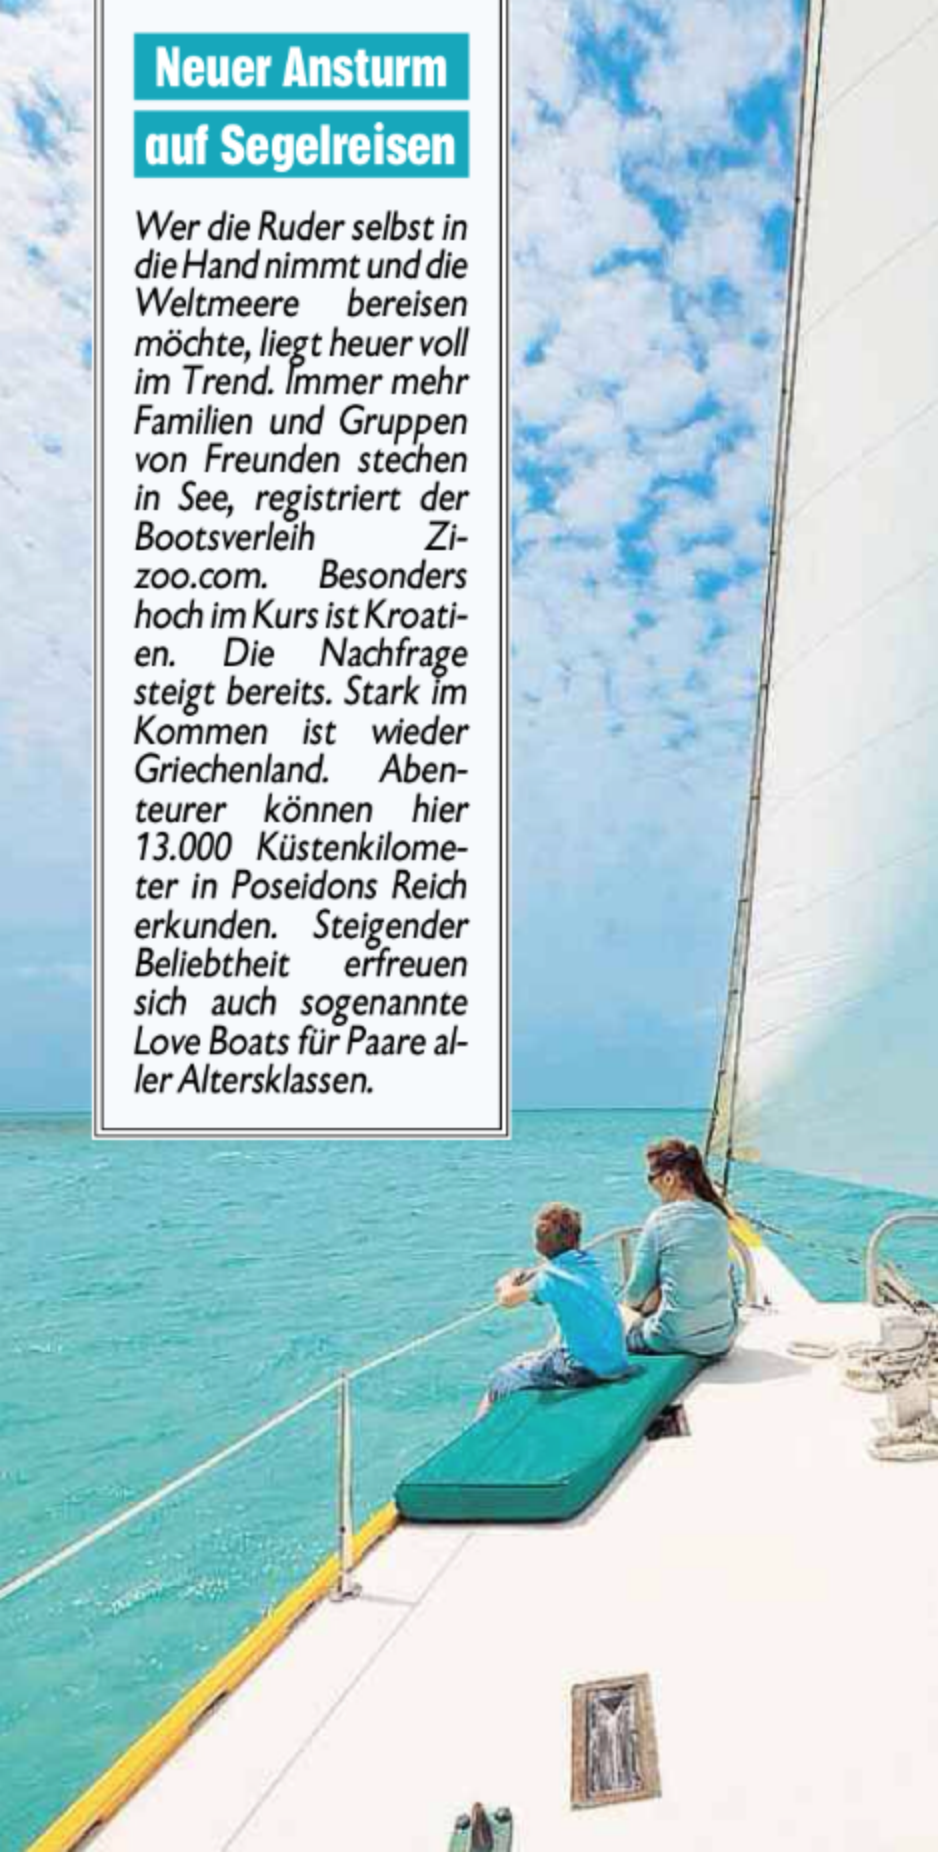 Neuer Ansturm
auf Segelreisen
Wer die Ruder selbst in
die Hand nimmt und die
Weltmeere bereisen
möchte, liegt heuer voll
im Trend. Immer mehr
Familien und Gruppen
von Freunden stechen
in See, registriert der
Bootsverleih Zi-
zoo.com. Besonders
hoch im Kurs ist Kroati-
en. Die Nachfrage
steigt bereits. Stark im
Kommen ist wieder
Griechenland. Aben-
teurer können hier
13.000 Küstenkilome-
ter in Poseidons Reich
erkunden. Steigender
Beliebtheit erfreuen
sich auch sogenannte
Love Boats für Paare al-
ler Altersklassen.